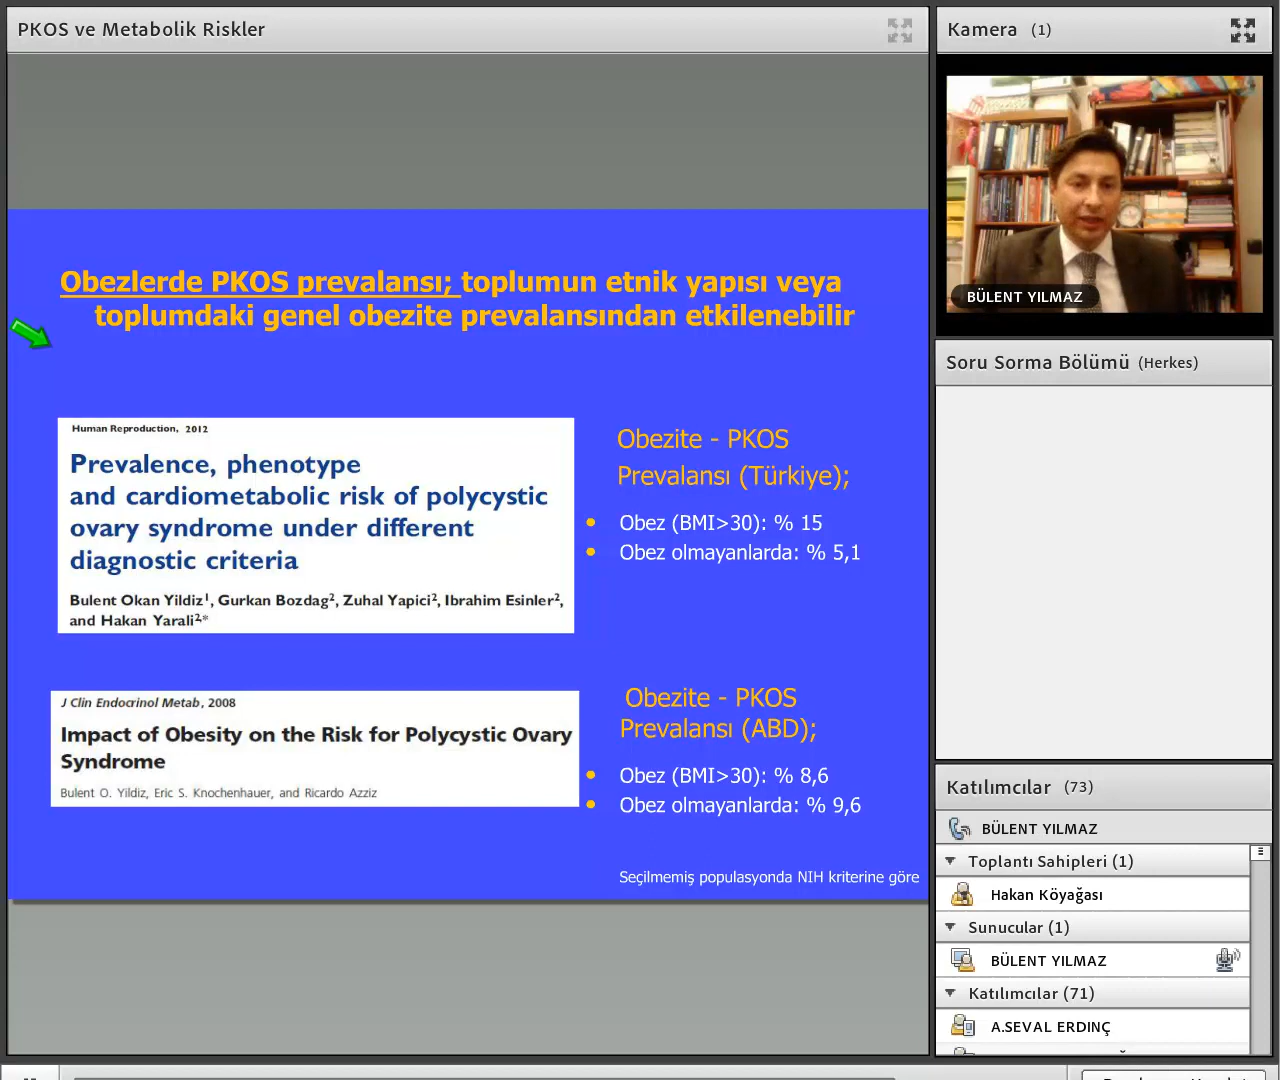 PKOS ve Metabolik Riskler
Obezlerde PKOS prevalansı; toplumun etnik yapısı veya
toplumdaki genel obezite prevalansından etkilenebilir
Human Reproduction, 2012
Prevalence, phenotype
and cardiometabolic risk of polycystic
ovary syndrome under different
diagnostic criteria
Bulent Okan Yildiz1, Gurkan Bozdag2, Zuhal Yapici2, Ibrahim Esinler2,
and Hakan Yarali2,*
Obezite - PKOS
Prevalansı (Türkiye);
• Obez (BMI>30): % 15
• Obez olmayanlarda: % 5,1
J Clin Endocrinol Metab, 2008
Impact of Obesity on the Risk for Polycystic Ovary
Syndrome
Bulent O. Yildiz, Eric S. Knochenhauer, and Ricardo Azziz
Obezite - PKOS
Prevalansı (ABD);
• Obez (BMI>30): % 8,6
• Obez olmayanlarda: % 9,6
Seçilmemiş populasyonda NIH kriterine göre
Kamera (1)
BÜLENT YILMAZ
Soru Sorma Bölümü (Herkes)
Katılımcılar (73)
BÜLENT YILMAZ
Toplantı Sahipleri (1)
Hakan Köyağası
Sunucular (1)
BÜLENT YILMAZ
Katılımcılar (71)
A.SEVAL ERDINÇ